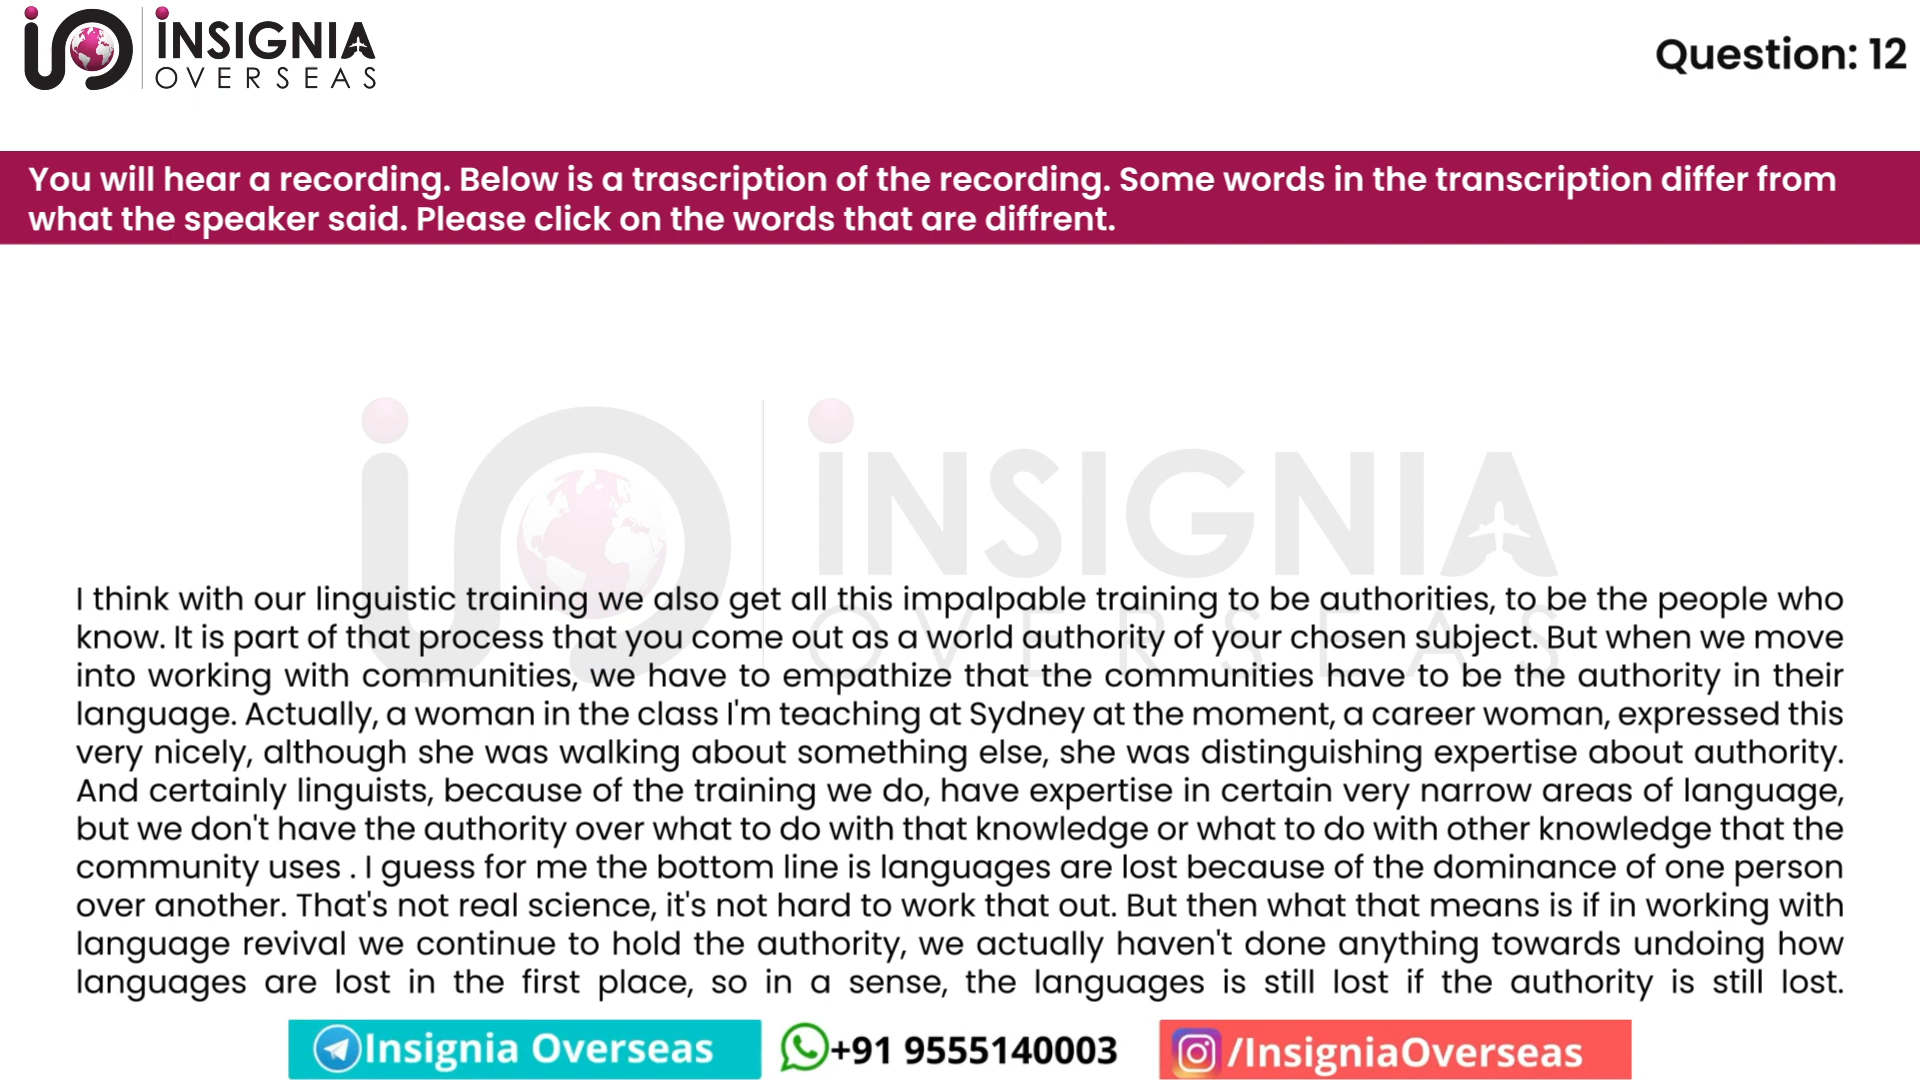 iNSIGNIA
OVERSEAS
Question: 12
You will hear a recording. Below is a trascription of the recording. Some words in the transcription differ from
what the speaker said. Please click on the words that are diffrent.
iNSIGNIA
OVERSEAS
I think with our linguistic training we also get all this impalpable training to be authorities, to be the people who
know. It is part of that process that you come out as a world authority of your chosen subject. But when we move
into working with communities, we have to empathize that the communities have to be the authority in their
language. Actually, a woman in the class I'm teaching at Sydney at the moment, a career woman, expressed this
very nicely, although she was walking about something else, she was distinguishing expertise about authority.
And certainly linguists, because of the training we do, have expertise in certain very narrow areas of language,
but we don't have the authority over what to do with that knowledge or what to do with other knowledge that the
community uses . I guess for me the bottom line is languages are lost because of the dominance of one person
over another. That's not real science, it's not hard to work that out. But then what that means is if in working with
language revival we continue to hold the authority, we actually haven't done anything towards undoing how
languages are lost in the first place, so in a sense, the languages is still lost if the authority is still lost.
Insignia Overseas
+91 9555140003
/InsigniaOverseas